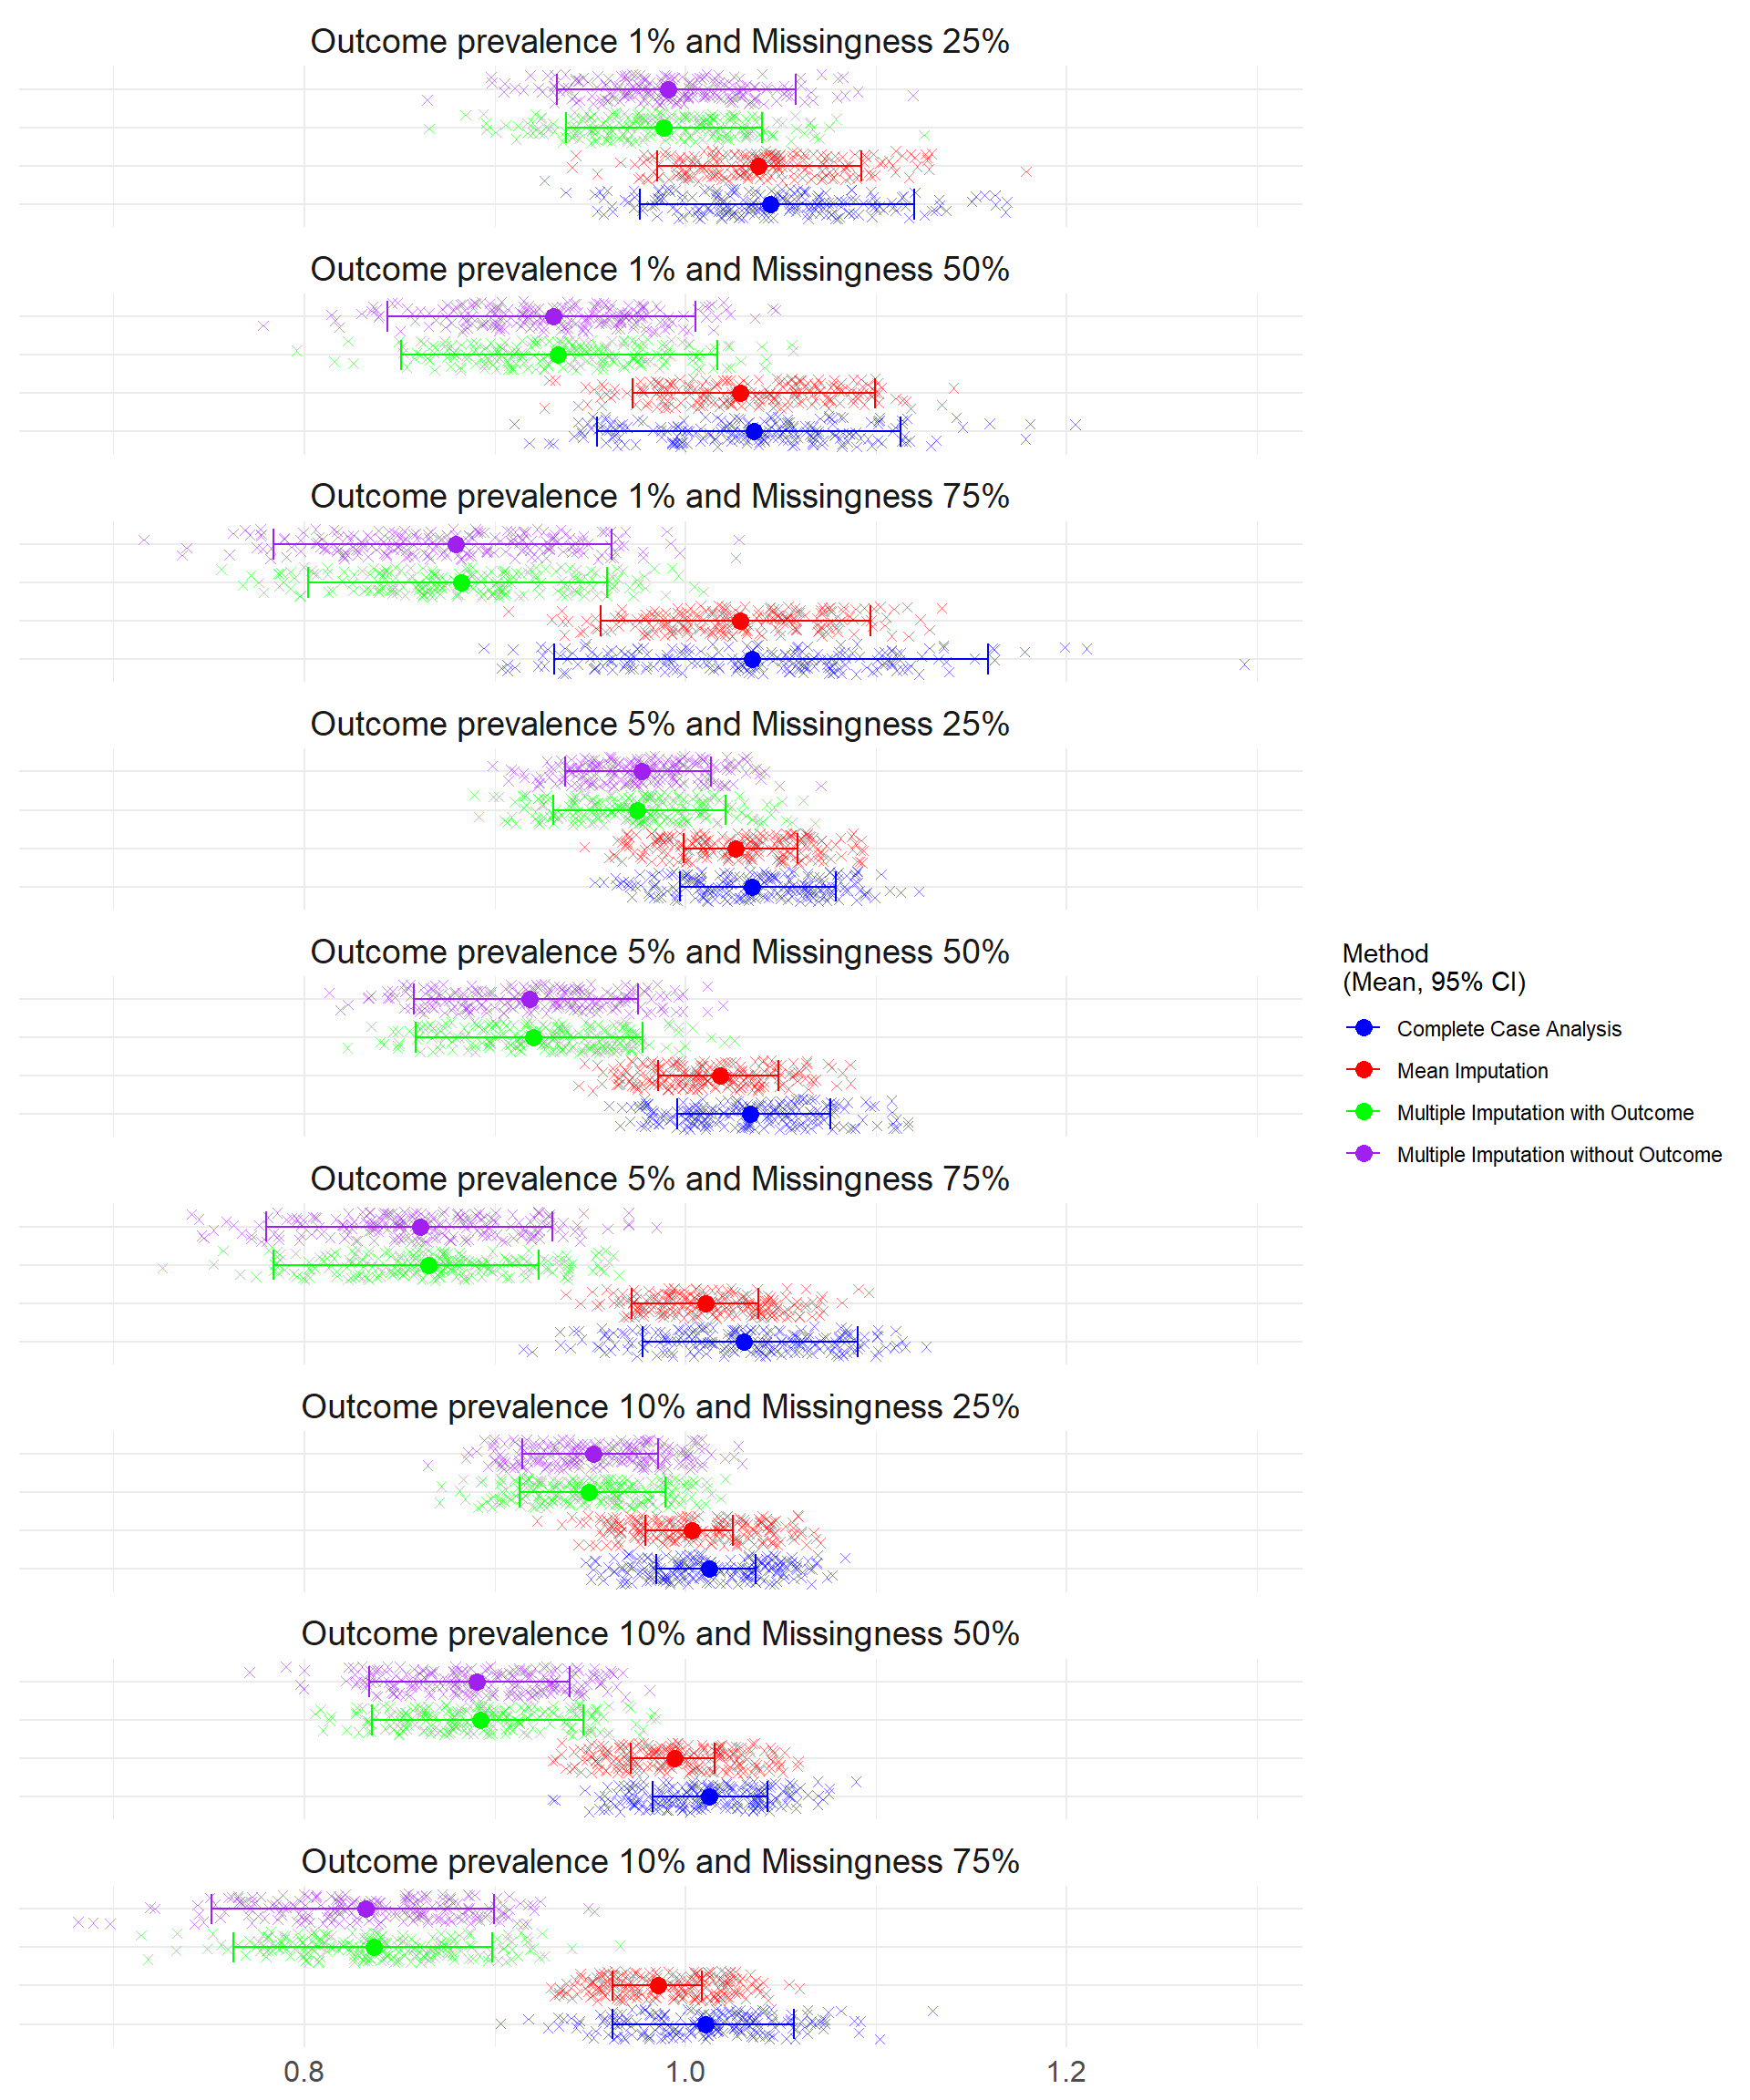 Outcome prevalence 1% and Missingness 25%
Outcome prevalence 1% and Missingness 50%
Outcome prevalence 1% and Missingness 75%
Outcome prevalence 5% and Missingness 25%
Outcome prevalence 5% and Missingness 50%
Method
(Mean, 95% CI)
Complete Case Analysis
Mean Imputation
Multiple Imputation with Outcome
Multiple Imputation without Outcome
Outcome prevalence 5% and Missingness 75%
Outcome prevalence 10% and Missingness 25%
Outcome prevalence 10% and Missingness 50%
Outcome prevalence 10% and Missingness 75%
0.8 1.0 1.2